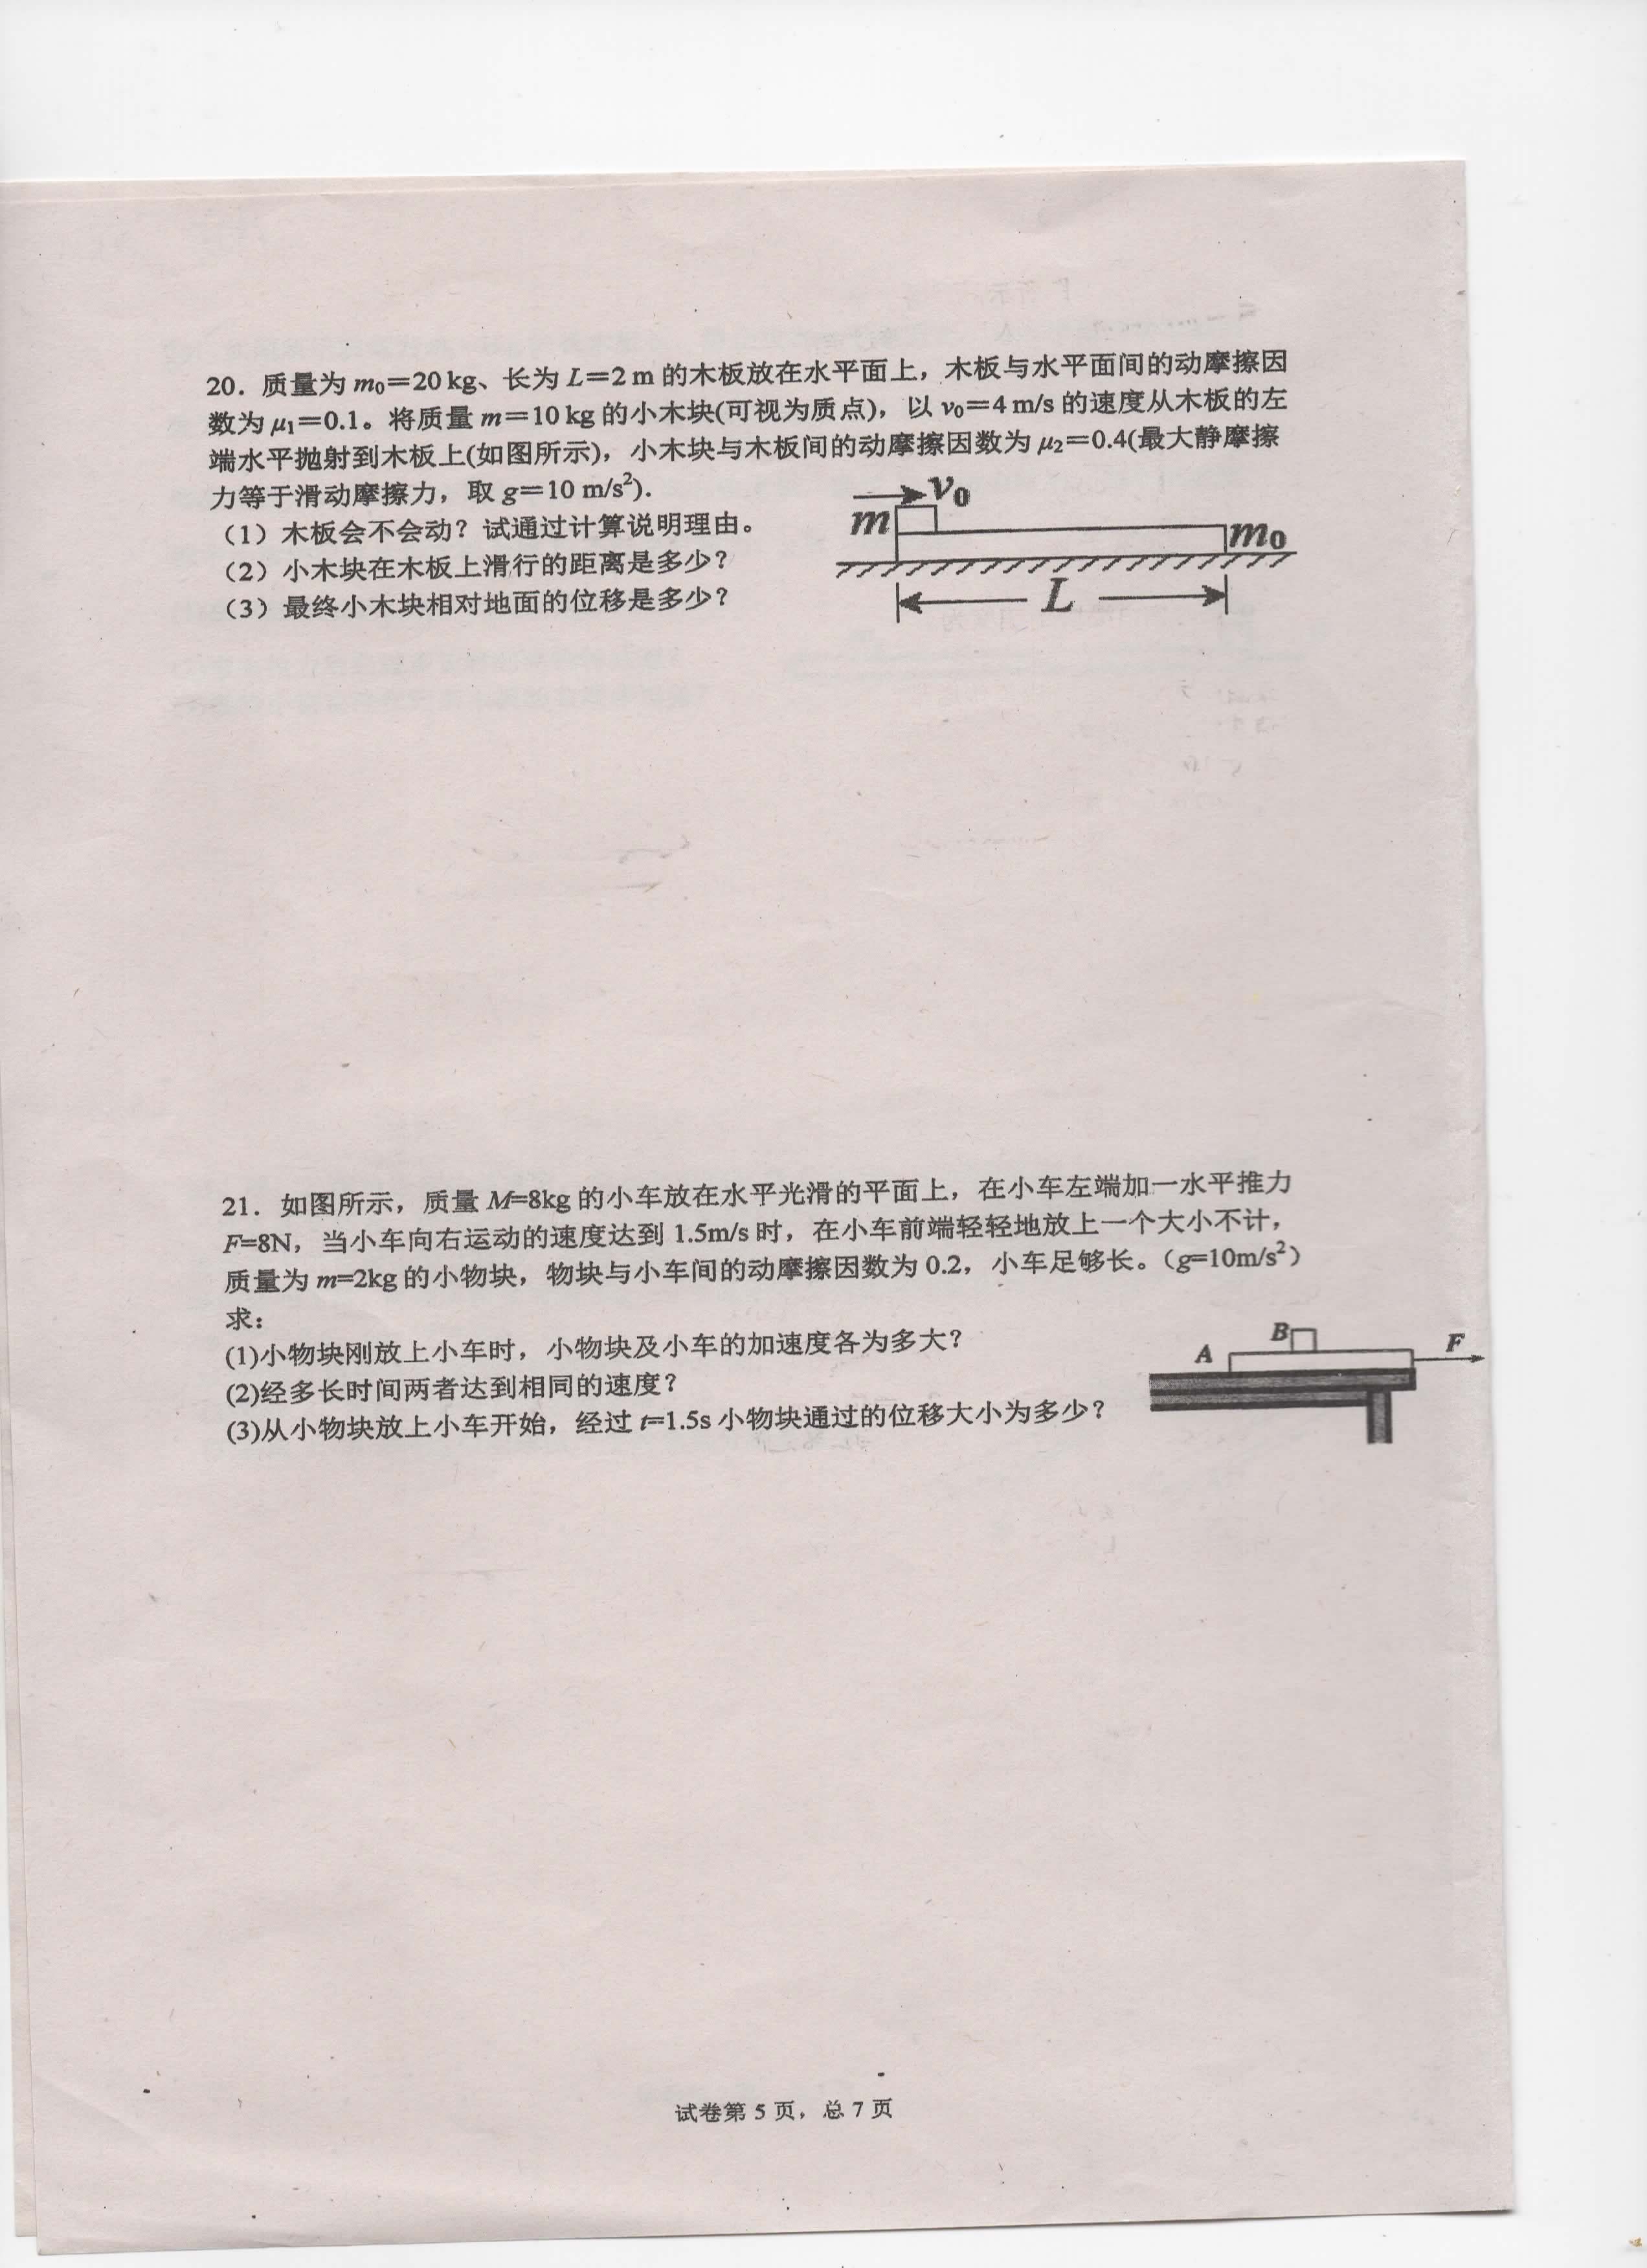 20．质量为 m₀=20 kg、长为 L=2 m 的木板放在水平面上，木板与水平面间的动摩擦因
数为 μ₁=0.1。将质量 m=10 kg 的小木块(可视为质点)，以 v₀=4 m/s 的速度从木板的左
端水平抛射到木板上(如图所示)，小木块与木板间的动摩擦因数为 μ₂=0.4(最大静摩擦
力等于滑动摩擦力，取 g=10 m/s²).
（1）木板会不会动？试通过计算说明理由。
（2）小木块在木板上滑行的距离是多少？
（3）最终小木块相对地面的位移是多少？
v₀
m
m₀
L
21．如图所示，质量 M=8kg 的小车放在水平光滑的平面上，在小车左端加一水平推力
F=8N，当小车向右运动的速度达到 1.5m/s 时，在小车前端轻轻地放上一个大小不计，
质量为 m=2kg 的小物块，物块与小车间的动摩擦因数为 0.2，小车足够长。（g=10m/s²）
求：
(1)小物块刚放上小车时，小物块及小车的加速度各为多大？
(2)经多长时间两者达到相同的速度？
(3)从小物块放上小车开始，经过 t=1.5s 小物块通过的位移大小为多少？
B
A
F
试卷第 5 页，总 7 页